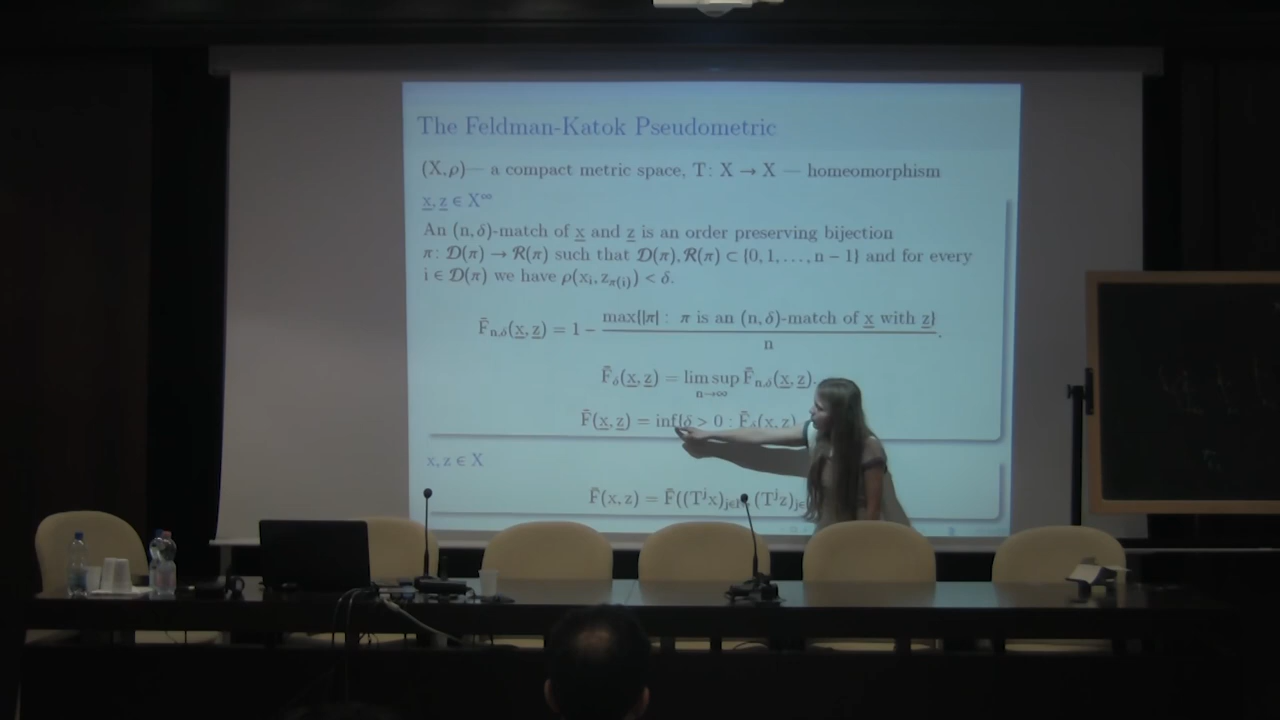 The Feldman-Katok Pseudometric
(X,ρ)— a compact metric space, T: X → X — homeomorphism
x̲, z̲ ∈ X^∞
An (n, δ)-match of x̲ and z̲ is an order preserving bijection
π: 𝒟(π) → ℛ(π) such that 𝒟(π), ℛ(π) ⊂ {0, 1, . . . , n − 1} and for every
i ∈ 𝒟(π) we have ρ(x_i, z_π(i)) < δ.
F̄_n,δ(x̲, z̲) = 1 − max{|π| : π is an (n, δ)-match of x̲ with z̲} / n .
F̄_δ(x̲, z̲) = lim sup_n→∞ F̄_n,δ(x̲, z̲).
F̄(x̲, z̲) = inf{δ > 0 : F̄_δ(x, z)
x, z ∈ X
F̄(x, z) = F̄((T^j x)_j∈ , (T^j z)_j∈